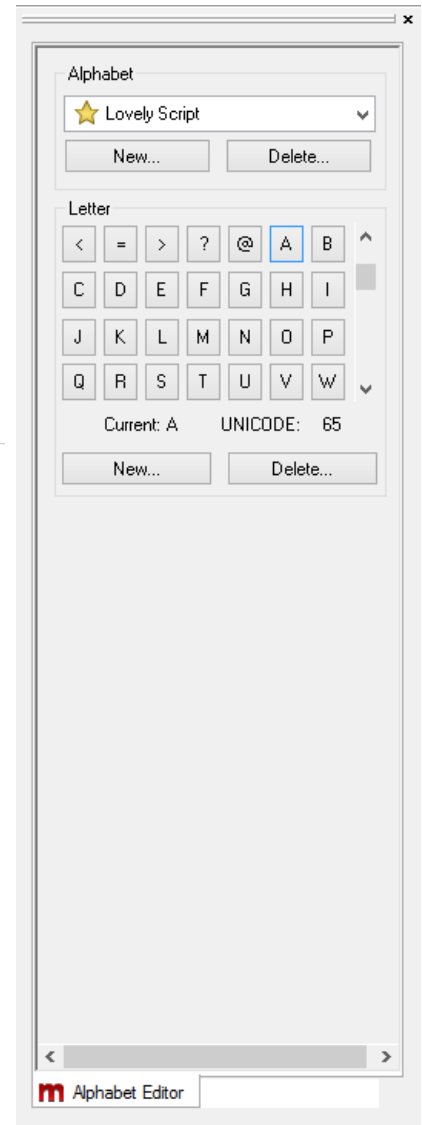 x
Alphabet
Lovely Script
New... Delete...
Letter
< = > ? @ A B
C D E F G H I
J K L M N O P
Q R S T U V W
Current: A UNICODE: 65
New... Delete...
m Alphabet Editor